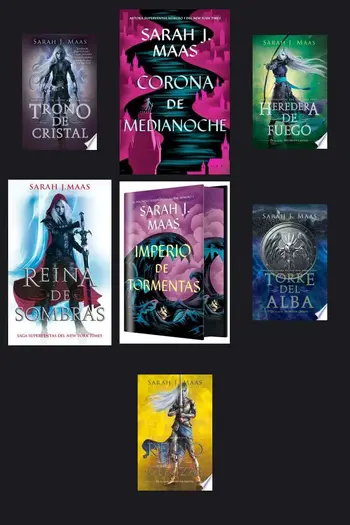 SARAH J. MAAS
TRONO
DE
CRISTAL
SARAH J.
MAAS
CORONA
DE
MEDIANOCHE
SARAH J. MAAS
HEREDERA
DE
FUEGO
SARAH J. MAAS
REINA
DE
SOMBRAS
SAGA SUPERVENTAS DEL NEW YORK TIMES
SARAH J.
MAAS
IMPERIO
DE
TORMENTAS
SARAH J. MAAS
TORRE
DEL
ALBA
SARAH J. MAAS